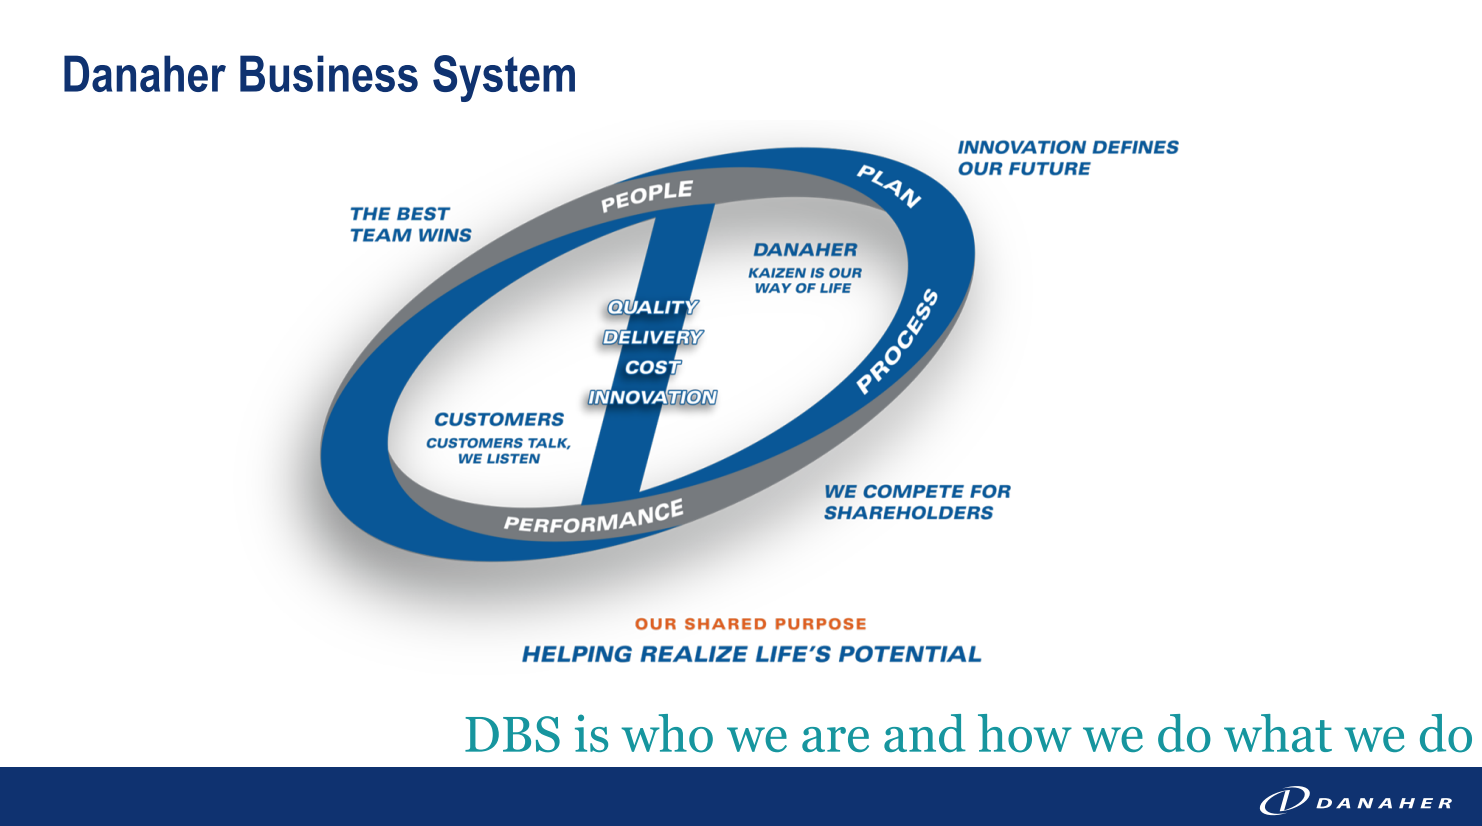 Danaher Business System
INNOVATION DEFINES
OUR FUTURE
PLAN
PEOPLE
THE BEST
TEAM WINS
DANAHER
KAIZEN IS OUR
WAY OF LIFE
QUALITY
DELIVERY
COST
INNOVATION
PROCESS
CUSTOMERS
CUSTOMERS TALK,
WE LISTEN
WE COMPETE FOR
SHAREHOLDERS
PERFORMANCE
OUR SHARED PURPOSE
HELPING REALIZE LIFE'S POTENTIAL
DBS is who we are and how we do what we do
DANAHER